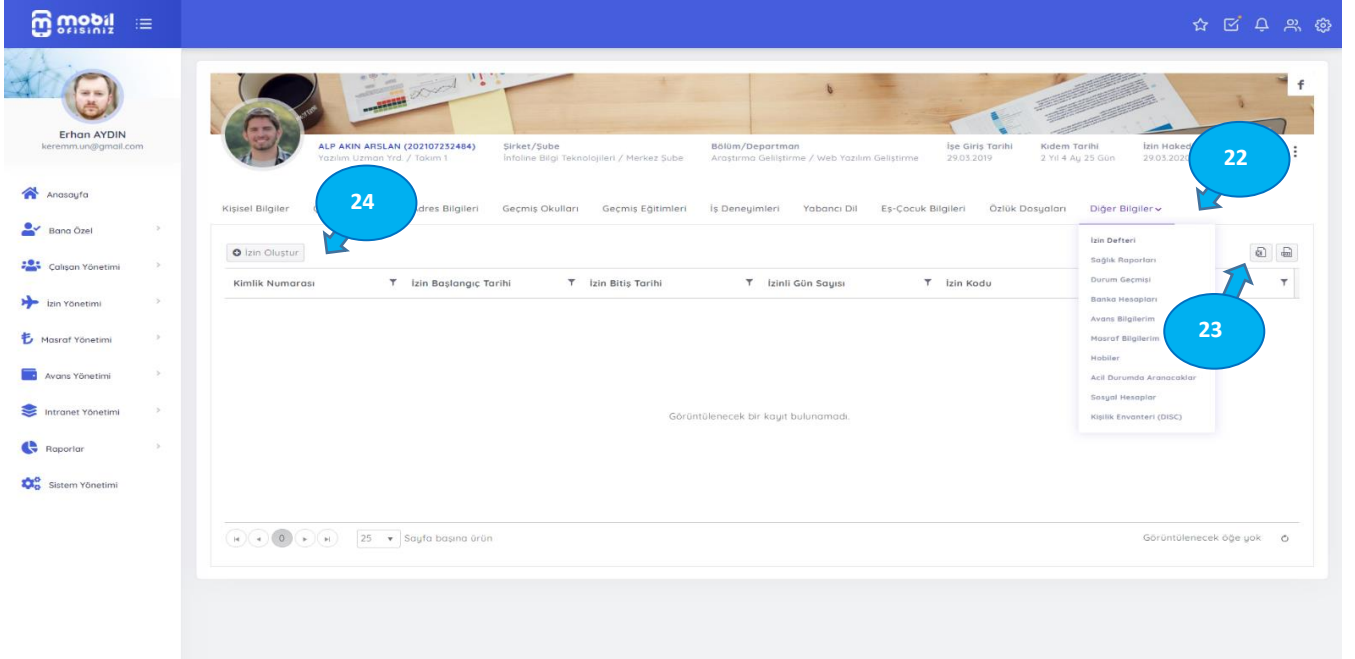 mobil
ofisiniz
Erhan AYDIN
keremm.un@gmail.com
Anasayfa
Bana Özel
Çalışan Yönetimi
İzin Yönetimi
Masraf Yönetimi
Avans Yönetimi
Intranet Yönetimi
Raporlar
Sistem Yönetimi
f
ALP AKIN ARSLAN (202107232484)
Yazılım Uzman Yrd. / Takım 1
Şirket/Şube
İnfoline Bilgi Teknolojileri / Merkez Şube
Bölüm/Departman
Araştırma Geliliştirme / Web Yazılım Geliştirme
İşe Giriş Tarihi
29.03.2019
Kıdem Tarihi
2 Yıl 4 Ay 25 Gün
İzin Haked
29.03.2020
22
24
Kişisel Bilgiler
dres Bilgileri Geçmiş Okulları Geçmiş Eğitimleri İş Deneyimleri Yabancı Dil Eş-Çocuk Bilgileri Özlük Dosyaları Diğer Bilgiler
İzin Oluştur
Kimlik Numarası İzin Başlangıç Tarihi İzin Bitiş Tarihi İzinli Gün Sayısı İzin Kodu
İzin Defteri
Sağlık Raporları
Durum Geçmişi
Banka Hesapları
Avans Bilgilerim
Masraf Bilgilerim
Hobiler
Acil Durumda Aranacaklar
Sosyal Hesaplar
Kişilik Envanteri (DISC)
23
Görüntülenecek bir kayıt bulunamadı.
0 25 Sayfa başına ürün
Görüntülenecek öğe yok